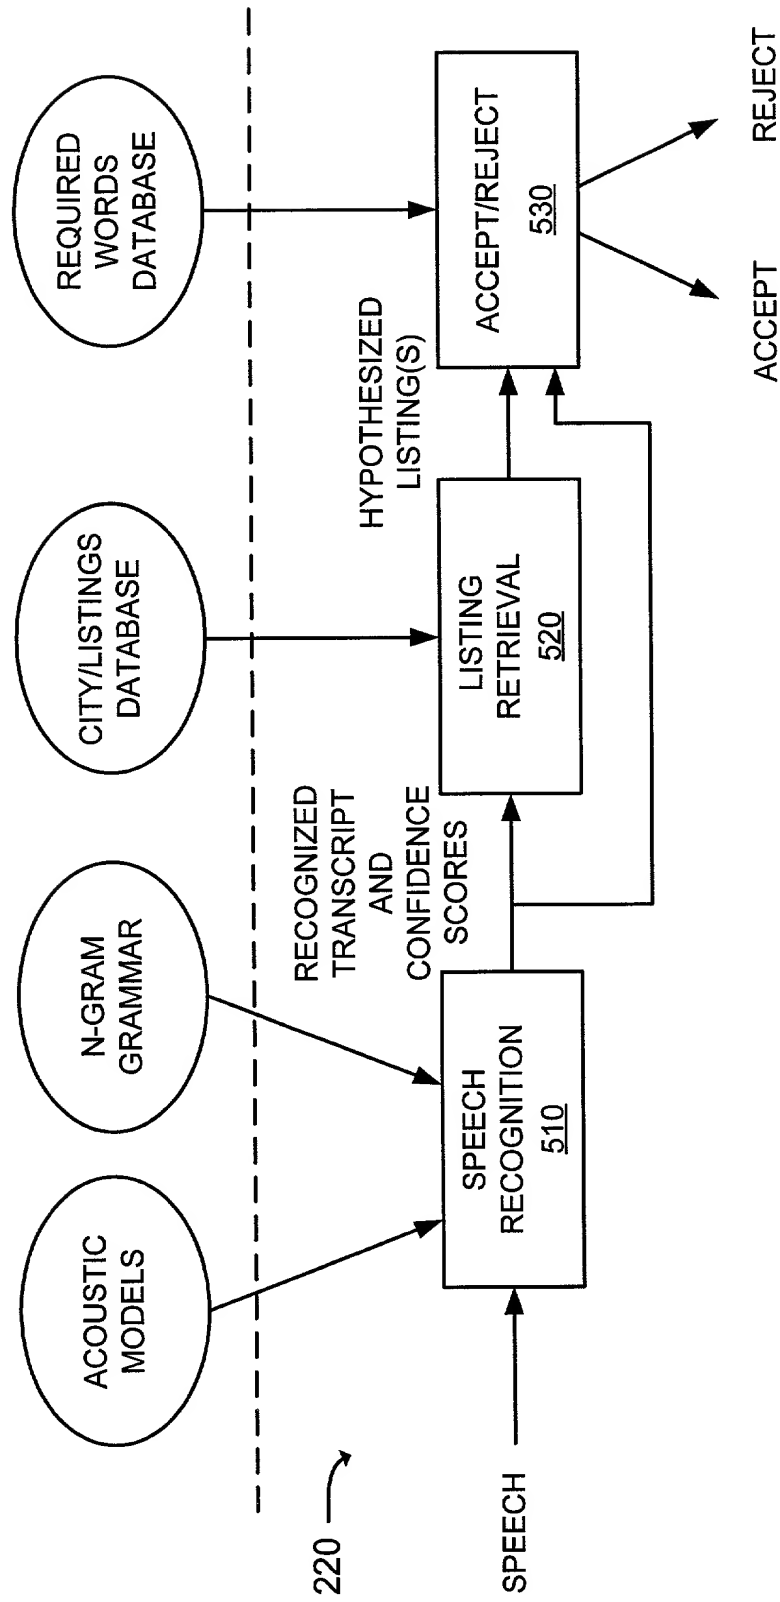 ACOUSTIC
MODELS
N-GRAM
GRAMMAR
CITY/LISTINGS
DATABASE
REQUIRED
WORDS
DATABASE
220
RECOGNIZED
TRANSCRIPT
AND
CONFIDENCE
SCORES
HYPOTHESIZED
LISTING(S)
SPEECH
SPEECH
RECOGNITION
510
LISTING
RETRIEVAL
520
ACCEPT/REJECT
530
ACCEPT
REJECT